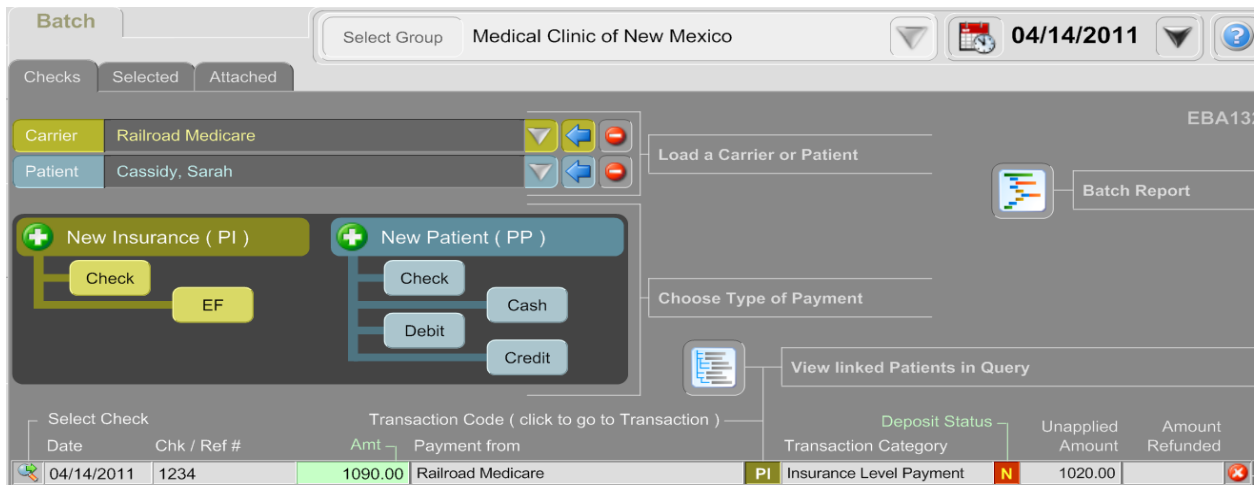 Batch
Select Group Medical Clinic of New Mexico 04/14/2011 ?
Checks Selected Attached
EBA132
Carrier Railroad Medicare
Load a Carrier or Patient
Patient Cassidy, Sarah
Batch Report
New Insurance ( PI ) New Patient ( PP )
Check Check
EF Cash
Choose Type of Payment
Debit
Credit
View linked Patients in Query
Select Check Transaction Code ( click to go to Transaction ) Deposit Status Unapplied Amount
Date Chk / Ref # Amt Payment from Transaction Category Amount Refunded
04/14/2011 1234 1090.00 Railroad Medicare PI Insurance Level Payment N 1020.00